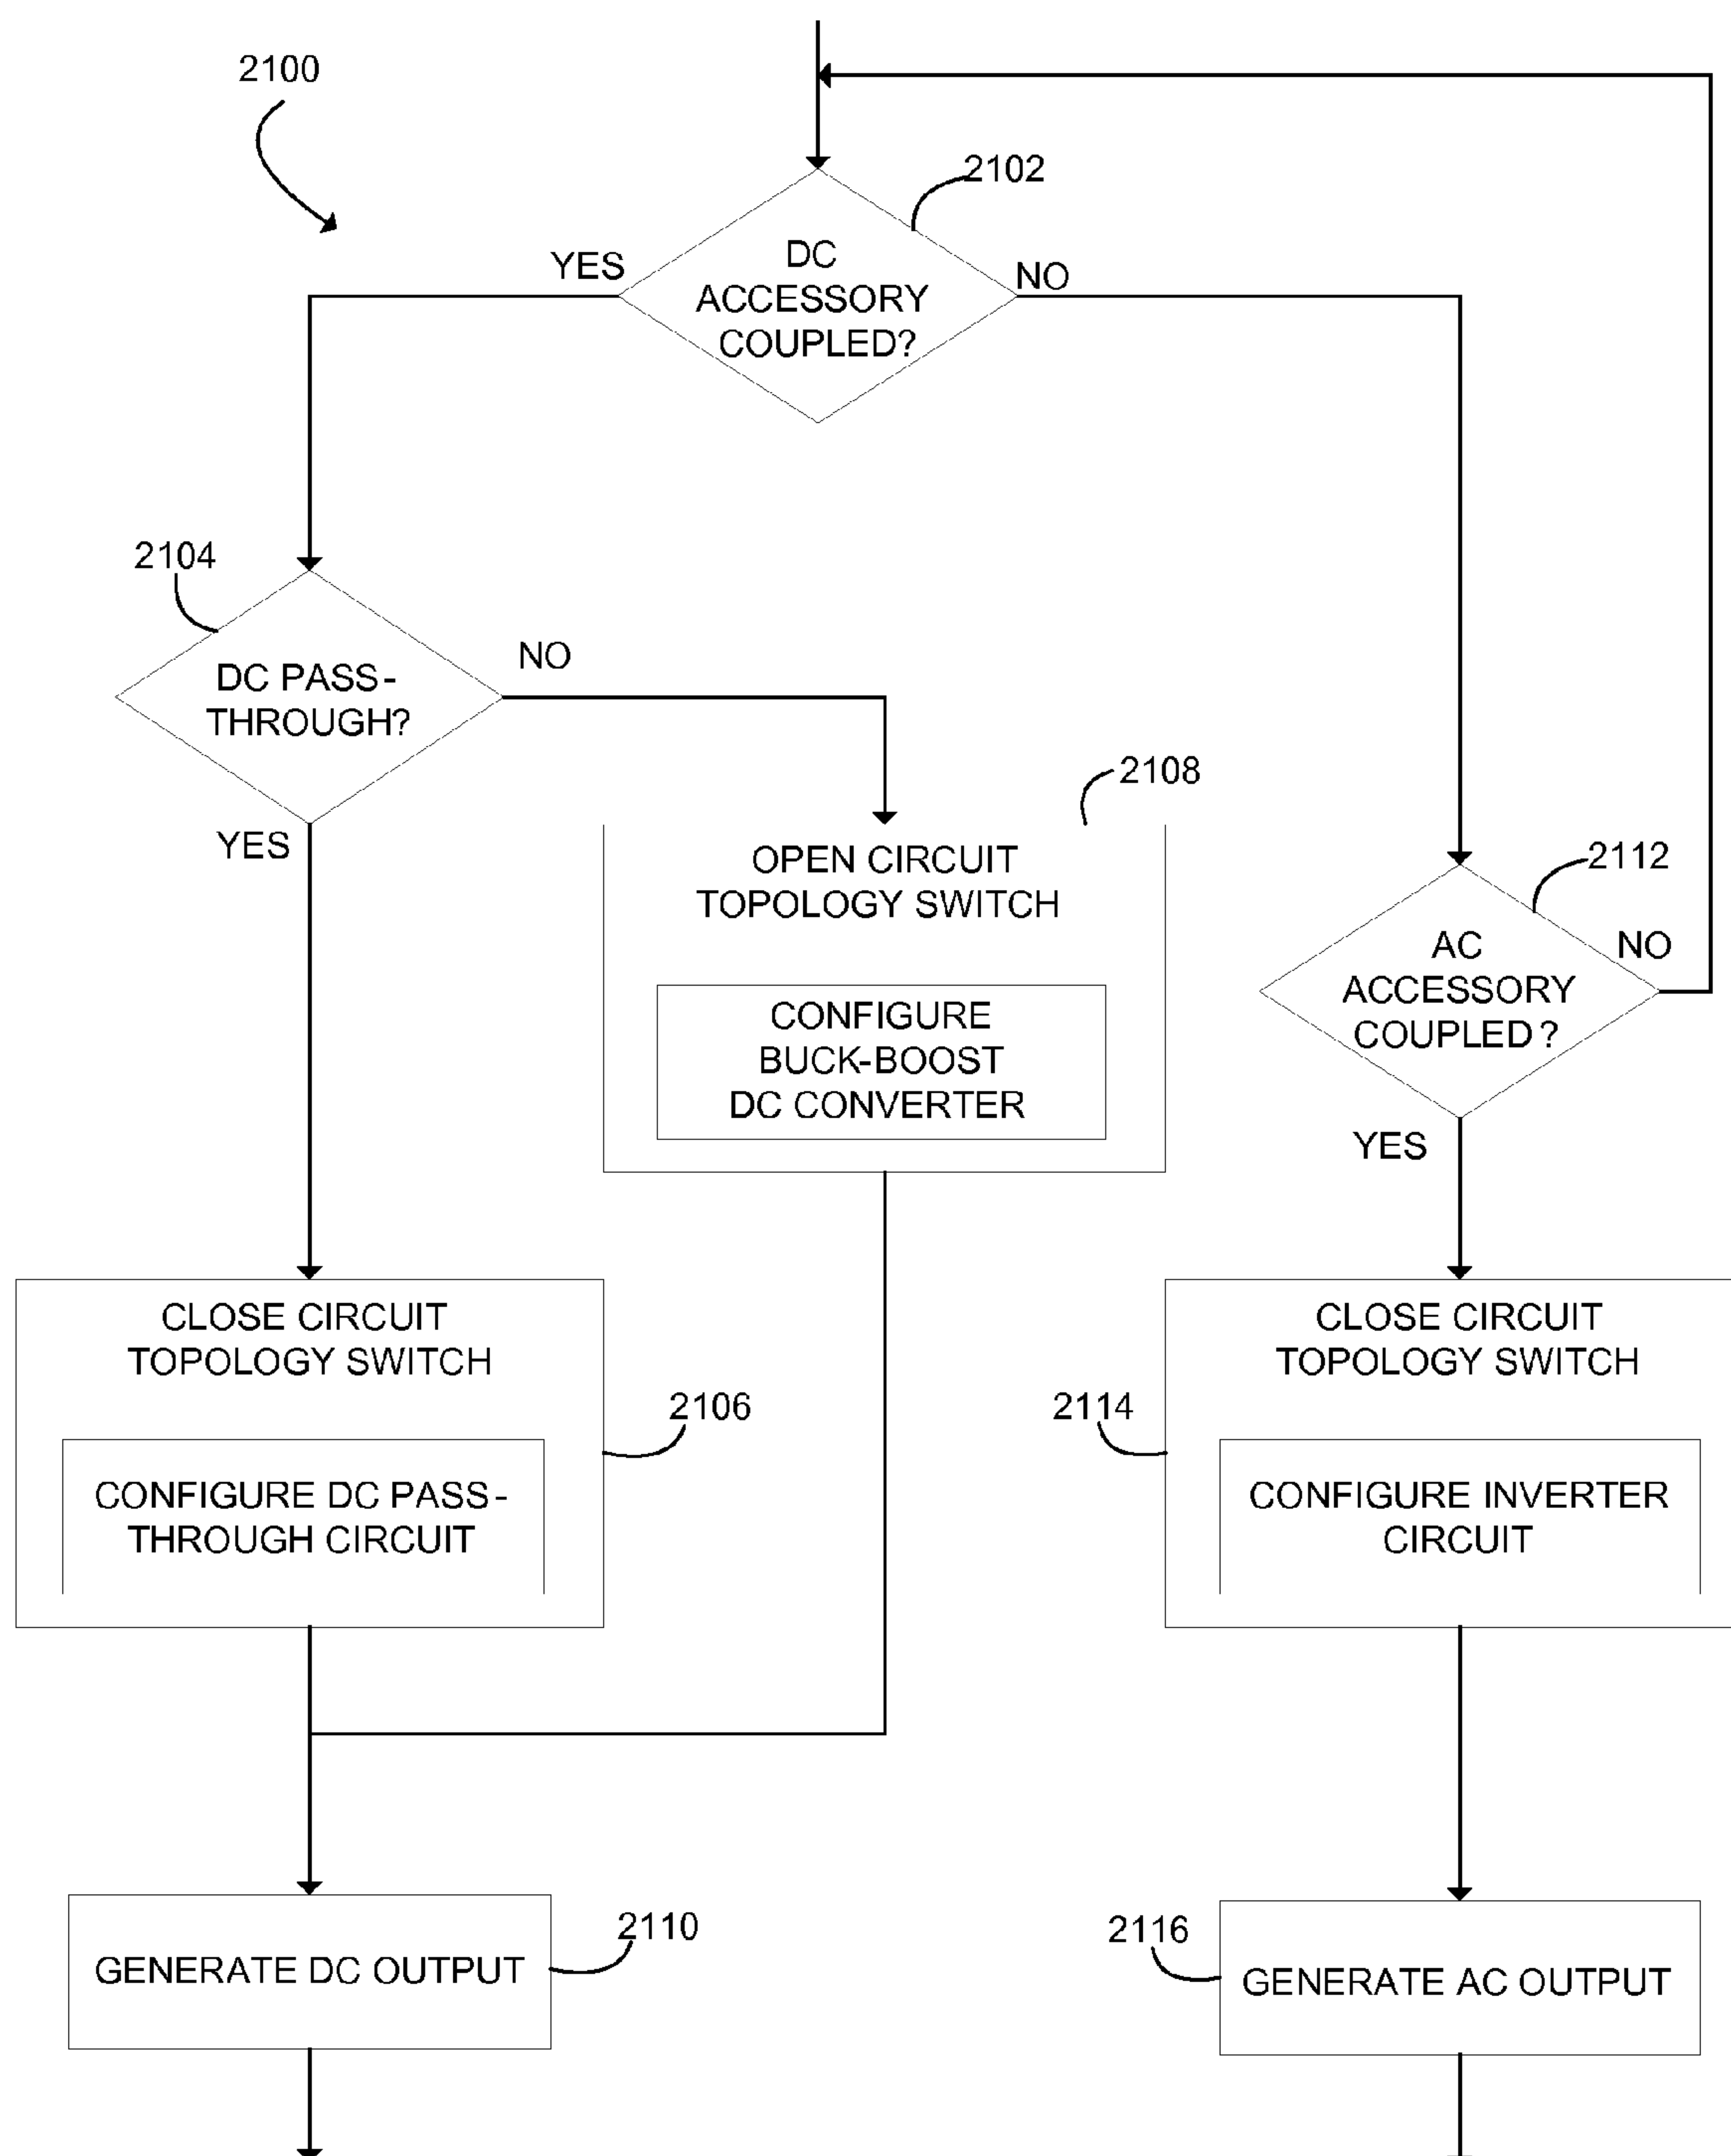 2100
2102
DC
ACCESSORY
COUPLED?
YES
NO
2104
DC PASS-
THROUGH?
NO
YES
2108
OPEN CIRCUIT
TOPOLOGY SWITCH
CONFIGURE
BUCK-BOOST
DC CONVERTER
2112
AC
ACCESSORY
COUPLED?
NO
YES
CLOSE CIRCUIT
TOPOLOGY SWITCH
2106
CONFIGURE DC PASS-
THROUGH CIRCUIT
CLOSE CIRCUIT
TOPOLOGY SWITCH
2114
CONFIGURE INVERTER
CIRCUIT
2110
GENERATE DC OUTPUT
2116
GENERATE AC OUTPUT